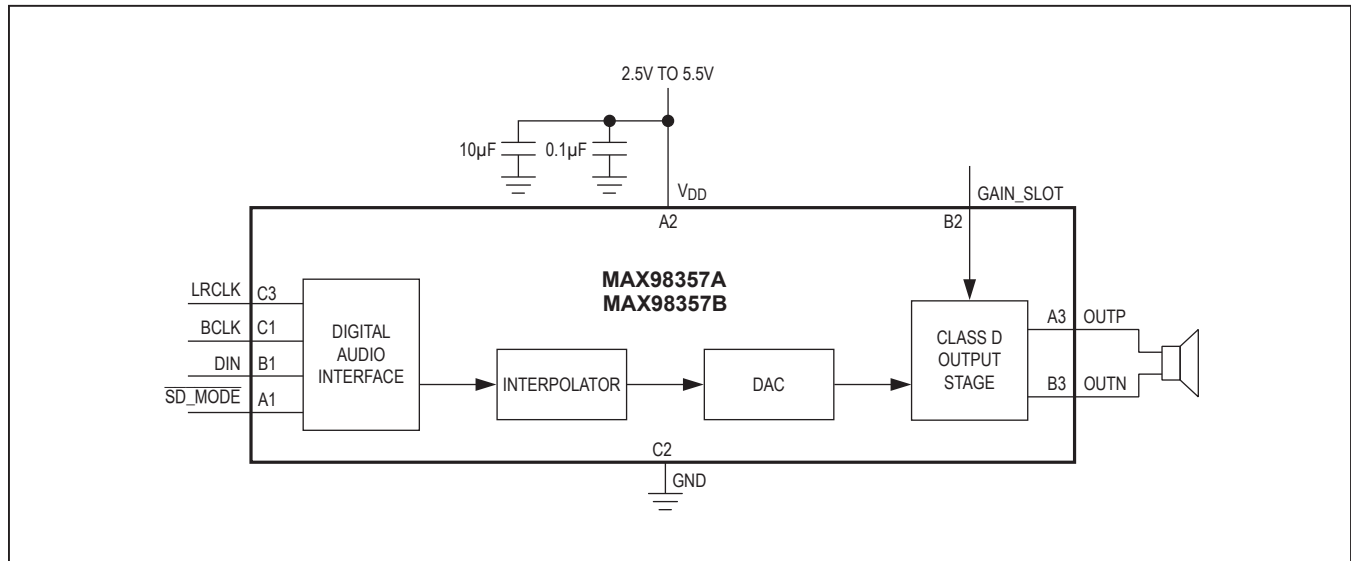 2.5V TO 5.5V
10µF
0.1µF
VDD
GAIN_SLOT
A2
B2
MAX98357A
MAX98357B
LRCLK
C3
BCLK
C1
DIN
B1
SD_MODE
A1
DIGITAL
AUDIO
INTERFACE
INTERPOLATOR
DAC
CLASS D
OUTPUT
STAGE
A3
OUTP
B3
OUTN
C2
GND